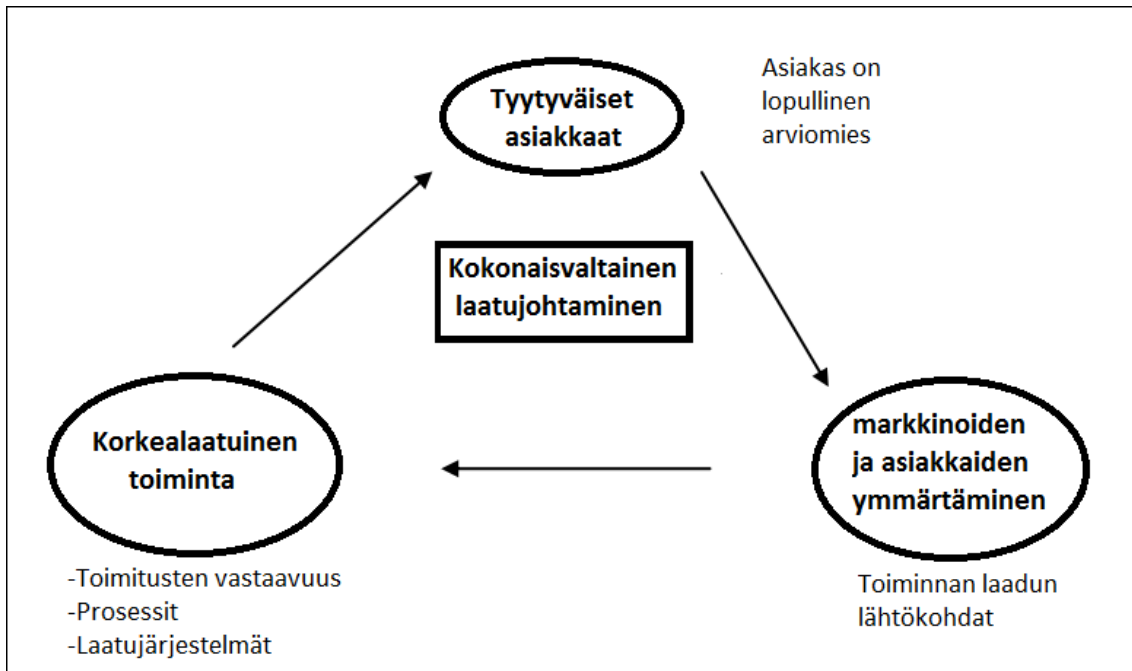 Tyytyväiset
asiakkaat
Asiakas on
lopullinen
arviomies
Kokonaisvaltainen
laatujohtaminen
Korkealaatuinen
toiminta
-Toimitusten vastaavuus
-Prosessit
-Laatujärjestelmät
markkinoiden
ja asiakkaiden
ymmärtäminen
Toiminnan laadun
lähtökohdat